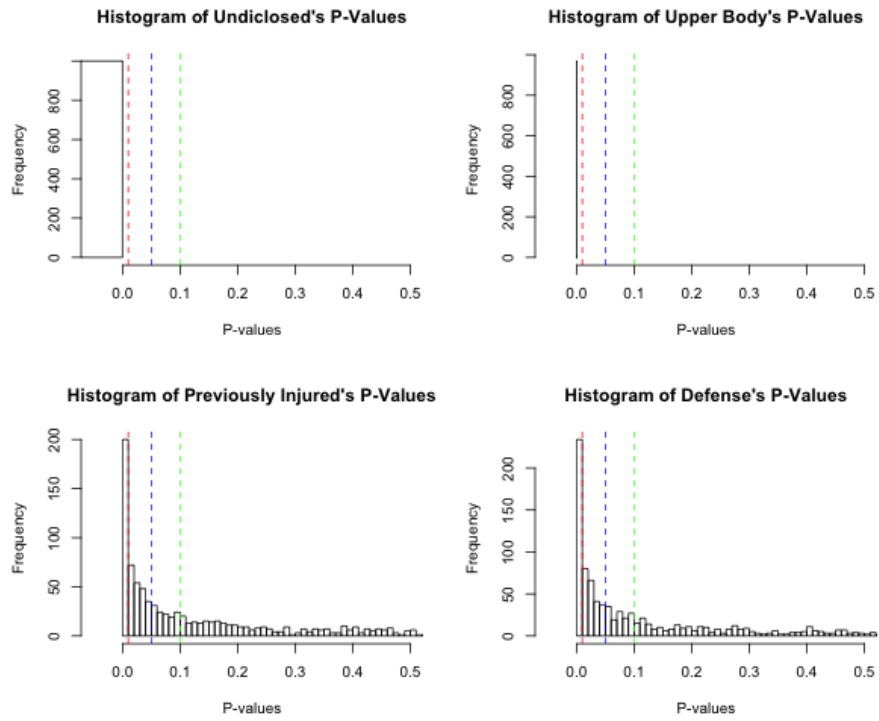 Histogram of Undiclosed's P-Values
Frequency
0 200 400 600 800
0.0 0.1 0.2 0.3 0.4 0.5
P-values
Histogram of Upper Body's P-Values
Frequency
0 200 400 600 800
0.0 0.1 0.2 0.3 0.4 0.5
P-values
Histogram of Previously Injured's P-Values
Frequency
0 50 100 150 200
0.0 0.1 0.2 0.3 0.4 0.5
P-values
Histogram of Defense's P-Values
Frequency
0 50 100 150 200
0.0 0.1 0.2 0.3 0.4 0.5
P-values